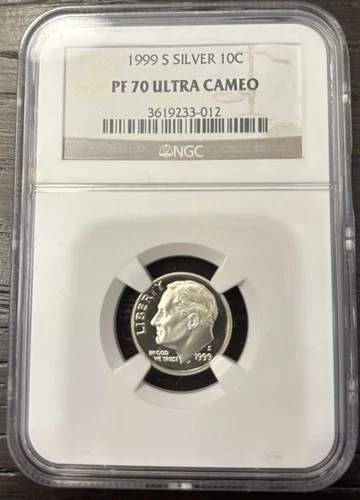 1999 S SILVER 10C
PF 70 ULTRA CAMEO
3619233-012
NGC
LIBERTY
IN GOD
WE TRUST
S
1999